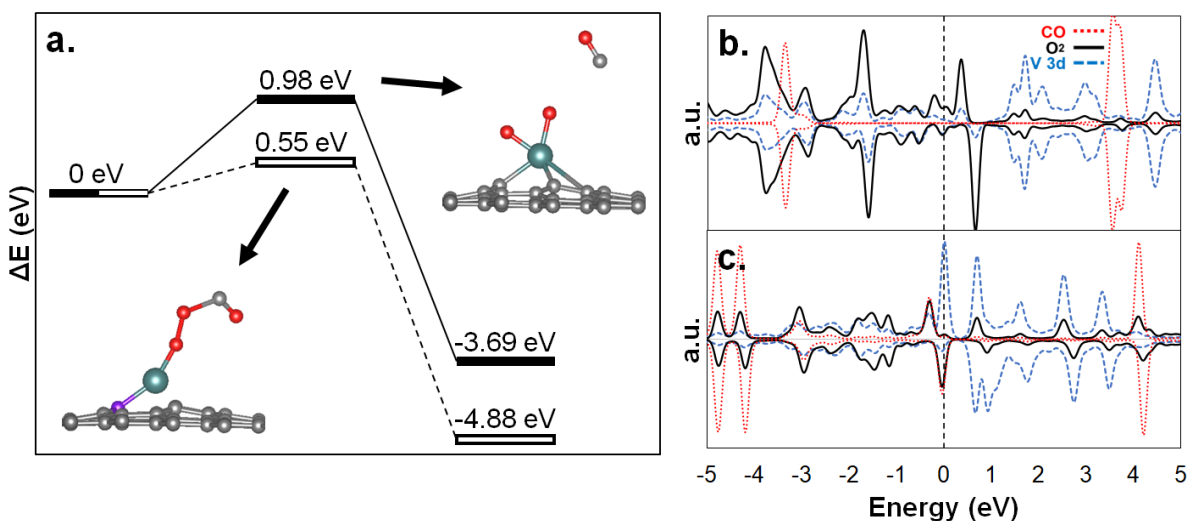 a.
0.98 eV
0.55 eV
0 eV
-3.69 eV
-4.88 eV
ΔE (eV)
b.
CO
O²
V 3d
a.u.
c.
a.u.
-5 -4 -3 -2 -1 0 1 2 3 4 5
Energy (eV)